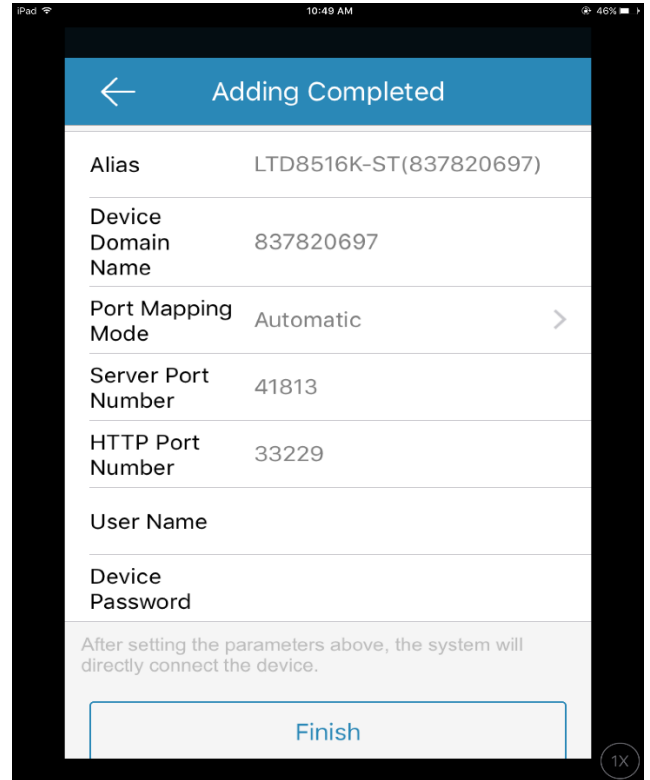 iPad 10:49 AM 46%
Adding Completed
Alias LTD8516K-ST(837820697)
Device
Domain 837820697
Name
Port Mapping
Mode Automatic
Server Port
Number 41813
HTTP Port
Number 33229
User Name
Device
Password
After setting the parameters above, the system will
directly connect the device.
Finish
1X